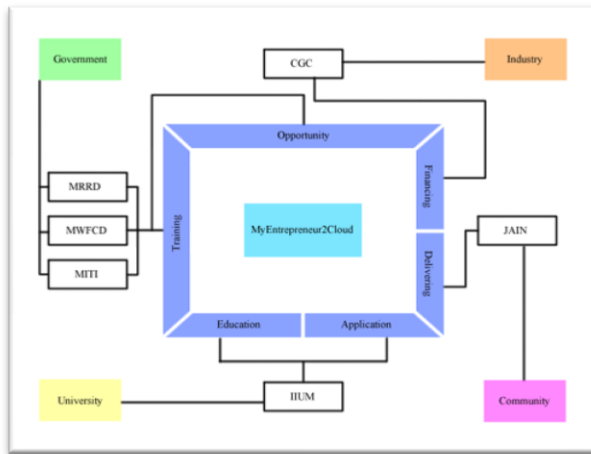 Government
CGC
Industry
Opportunity
MRRD
MWFCD
MITI
Training
MyEntrepreneur2Cloud
Financing
Delivering
JAIN
Education
Application
University
IIUM
Community